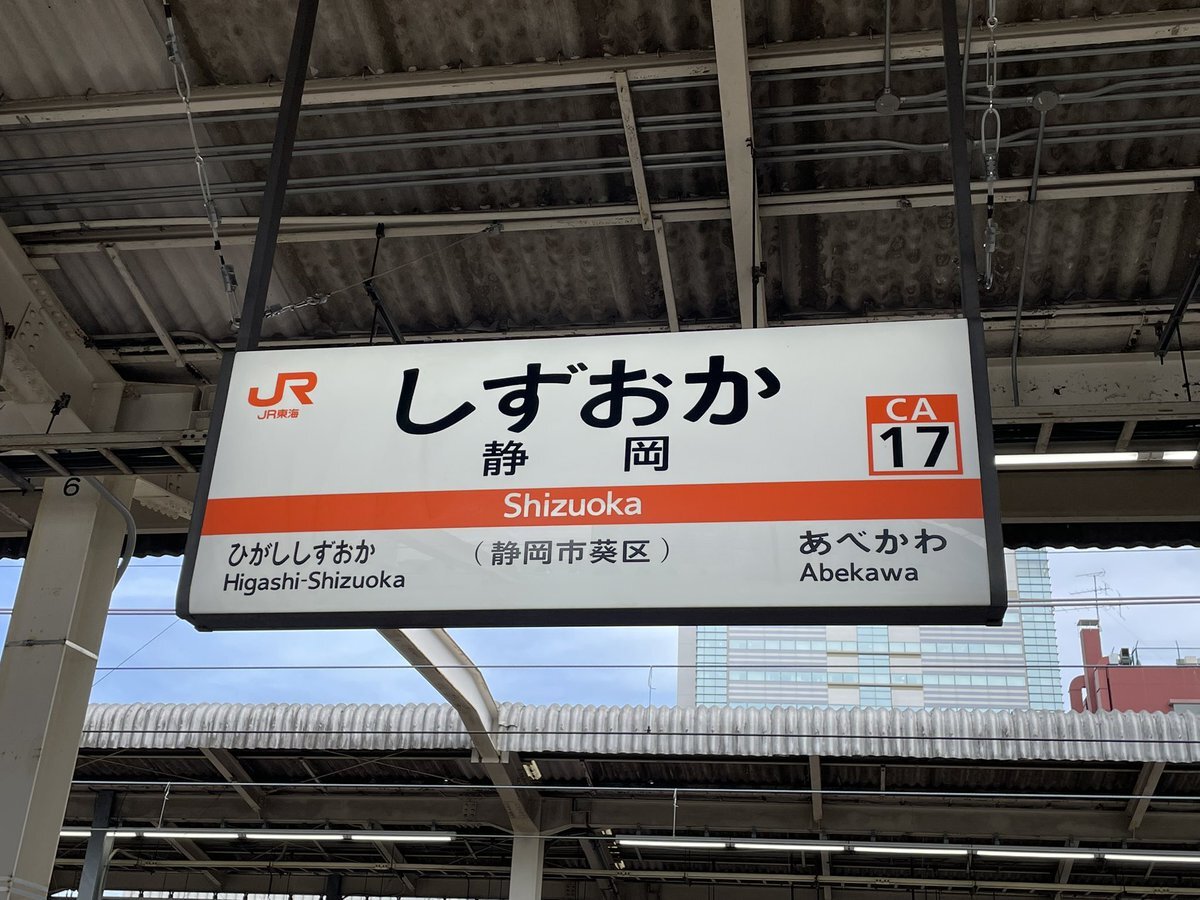 JR
JR東海
しずおか
静岡
CA
17
Shizuoka
ひがししずおか
Higashi-Shizuoka
（静岡市葵区）
あべかわ
Abekawa
6